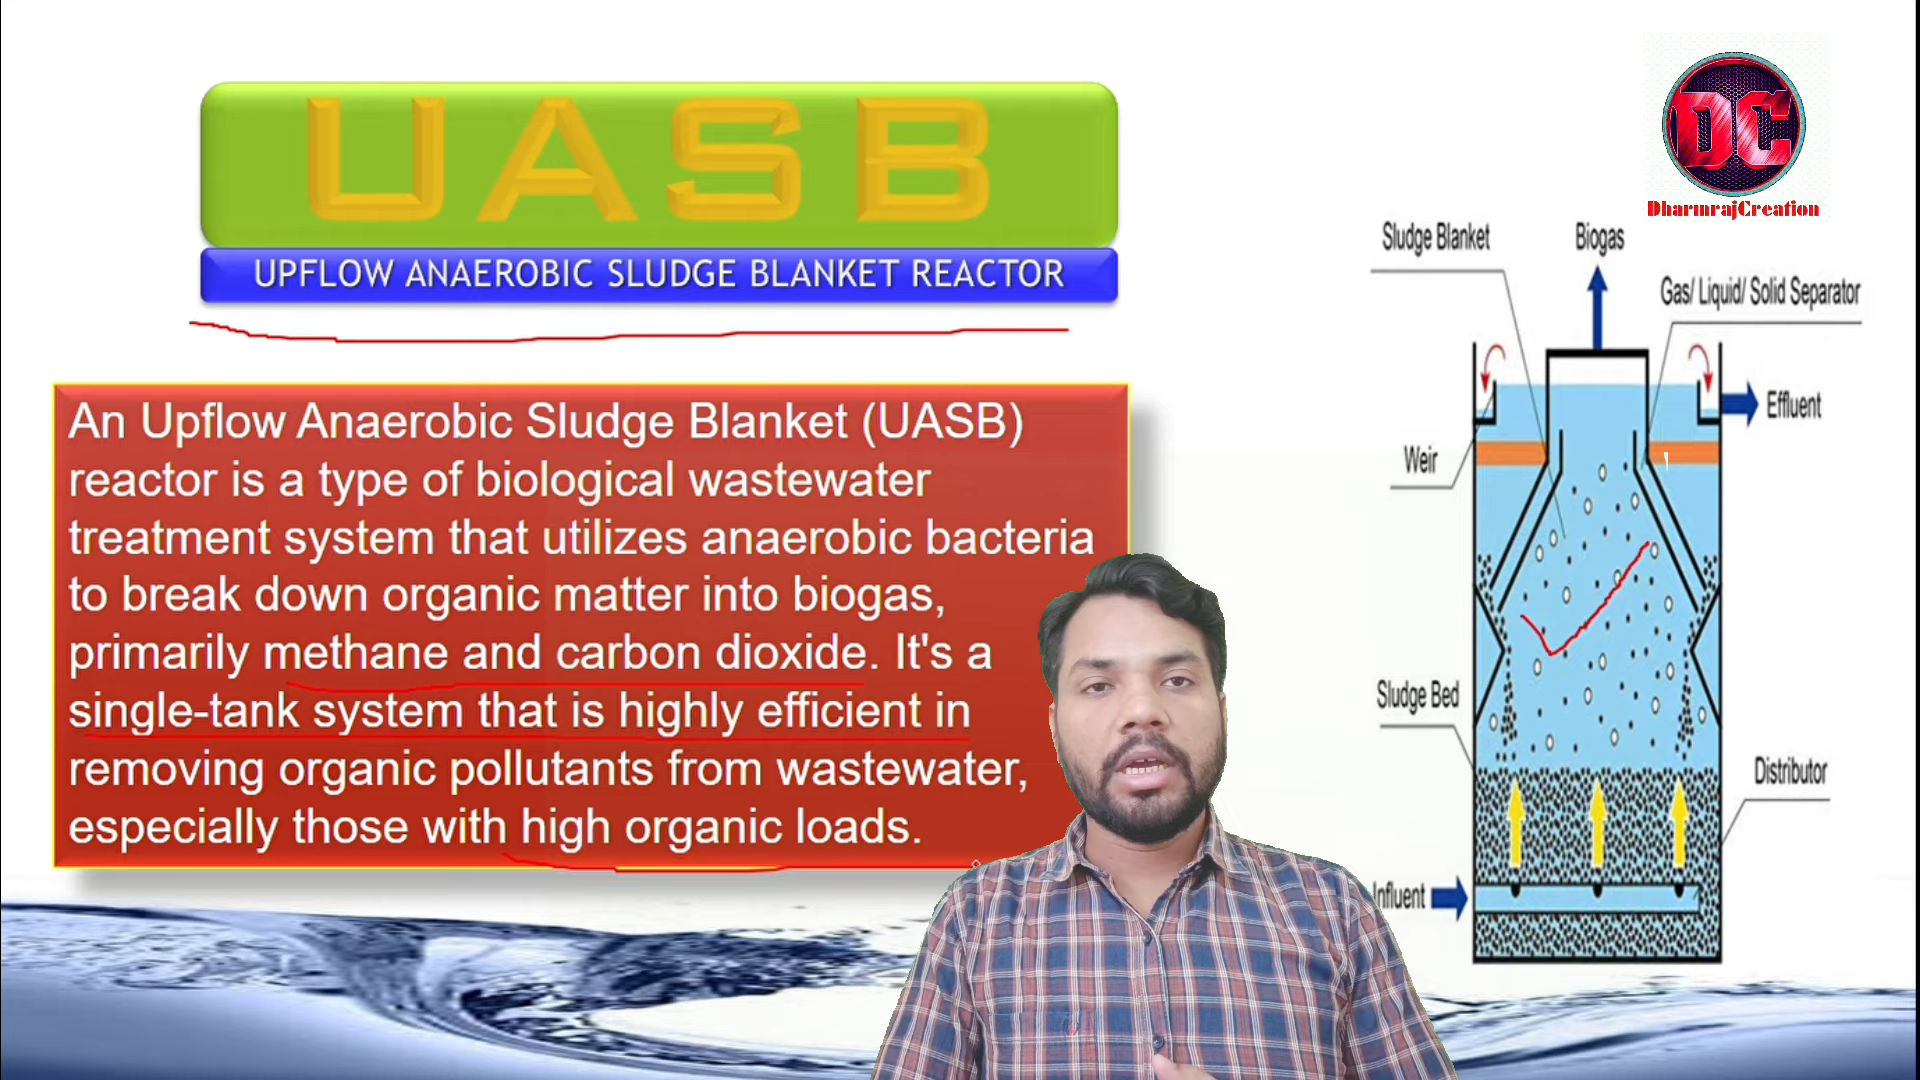 UASB
UPFLOW ANAEROBIC SLUDGE BLANKET REACTOR
An Upflow Anaerobic Sludge Blanket (UASB)
reactor is a type of biological wastewater
treatment system that utilizes anaerobic bacteria
to break down organic matter into biogas,
primarily methane and carbon dioxide. It's a
single-tank system that is highly efficient in
removing organic pollutants from wastewater,
especially those with high organic loads.
DC
DharmrajCreation
Sludge Blanket
Biogas
Gas/ Liquid/ Solid Separator
Effluent
Weir
Sludge Bed
Distributor
Influent